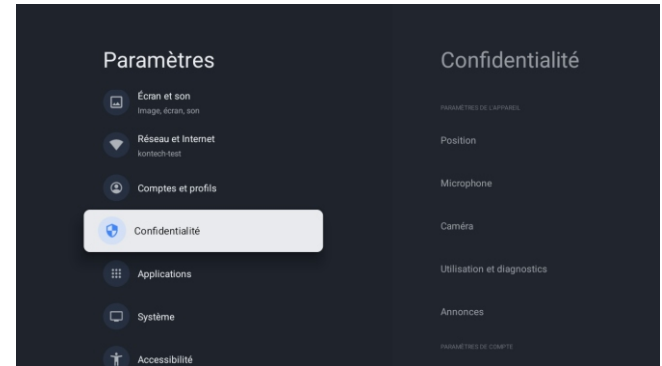 Paramètres
Écran et son
Image, écran, son
Réseau et Internet
kontech-test
Comptes et profils
Confidentialité
Applications
Système
Accessibilité
Confidentialité
PARAMÈTRES DE L'APPAREIL
Position
Microphone
Caméra
Utilisation et diagnostics
Annonces
PARAMÈTRES DE COMPTE